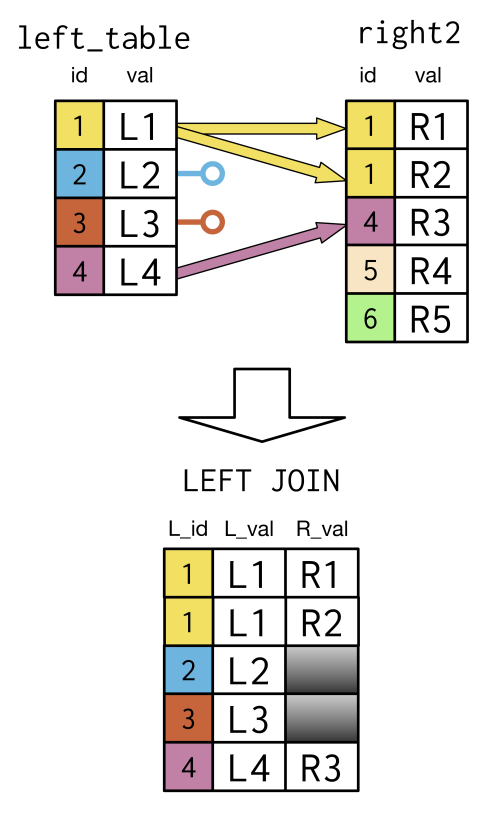 left_table right2
id val id val
1 L1 1 R1
2 L2 1 R2
3 L3 4 R3
4 L4 5 R4
6 R5
LEFT JOIN
L_id L_val R_val
1 L1 R1
1 L1 R2
2 L2
3 L3
4 L4 R3